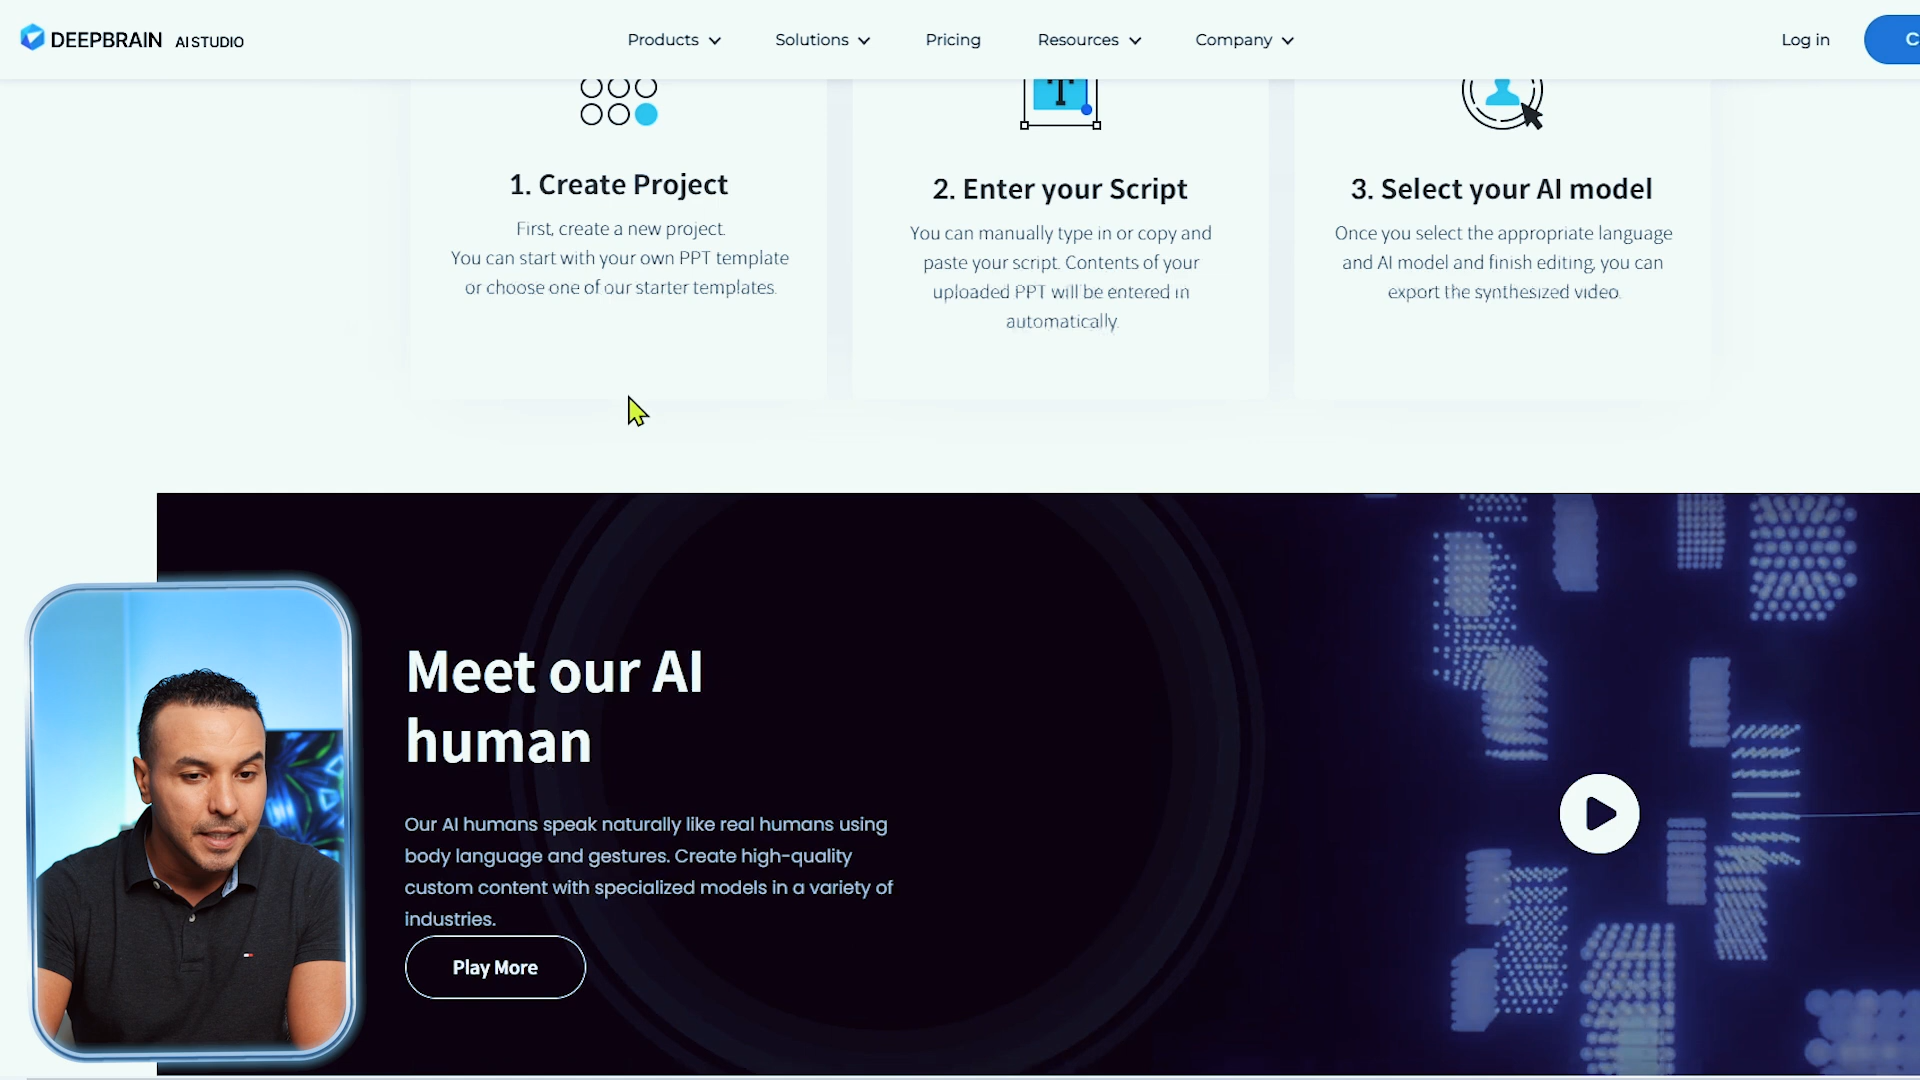 DEEPBRAIN AI STUDIO
Products
Solutions
Pricing
Resources
Company
Log in
C
T
1. Create Project
First, create a new project.
You can start with your own PPT template
or choose one of our starter templates.
2. Enter your Script
You can manually type in or copy and
paste your script. Contents of your
uploaded PPT will be entered in
automatically.
3. Select your AI model
Once you select the appropriate language
and AI model and finish editing, you can
export the synthesized video.
Meet our AI
human
Our AI humans speak naturally like real humans using
body language and gestures. Create high-quality
custom content with specialized models in a variety of
industries.
Play More